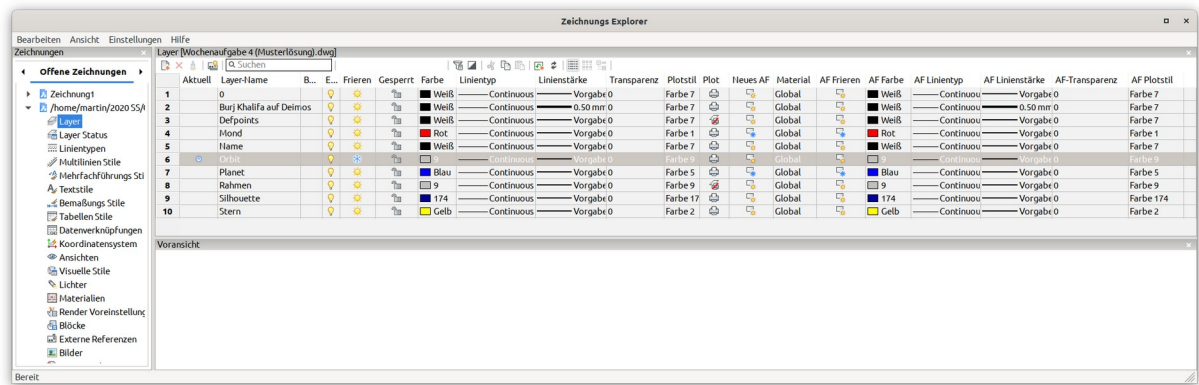 Zeichnungs Explorer
Bearbeiten Ansicht Einstellungen Hilfe
Zeichnungen
Layer [Wochenaufgabe 4 (Musterlösung).dwg]
Suchen
Offene Zeichnungen
Zeichnung1
/home/martin/2020 SS/
Layer
Layer Status
Linientypen
Multilinien Stile
Mehrfachführungs Sti
Textstile
Bemaßungs Stile
Tabellen Stile
Datenverknüpfungen
Koordinatensystem
Ansichten
Visuelle Stile
Lichter
Materialien
Render Voreinstellung
Blöcke
Externe Referenzen
Bilder
Aktuell Layer-Name B... E... Frieren Gesperrt Farbe Linientyp Linienstärke Transparenz Plotstil Plot Neues AF Material AF Frieren AF Farbe AF Linientyp AF Linienstärke AF-Transparenz AF Plotstil
1 0 Weiß Continuous Vorgabe 0 Farbe 7 Global Weiß Continuou Vorgabe 0 Farbe 7
2 Burj Khalifa auf Deimos Weiß Continuous 0.50 mm 0 Farbe 7 Global Weiß Continuou 0.50 mm 0 Farbe 7
3 Defpoints Weiß Continuous Vorgabe 0 Farbe 7 Global Weiß Continuou Vorgabe 0 Farbe 7
4 Mond Rot Continuous Vorgabe 0 Farbe 1 Global Rot Continuou Vorgabe 0 Farbe 1
5 Name Weiß Continuous Vorgabe 0 Farbe 7 Global Weiß Continuou Vorgabe 0 Farbe 7
6 Orbit 9 Continuous Vorgabe 0 Farbe 9 Global 9 Continuou Vorgabe 0 Farbe 9
7 Planet Blau Continuous Vorgabe 0 Farbe 5 Global Blau Continuou Vorgabe 0 Farbe 5
8 Rahmen 9 Continuous Vorgabe 0 Farbe 9 Global 9 Continuou Vorgabe 0 Farbe 9
9 Silhouette 174 Continuous Vorgabe 0 Farbe 17 Global 174 Continuou Vorgabe 0 Farbe 174
10 Stern Gelb Continuous Vorgabe 0 Farbe 2 Global Gelb Continuou Vorgabe 0 Farbe 2
Voransicht
Bereit